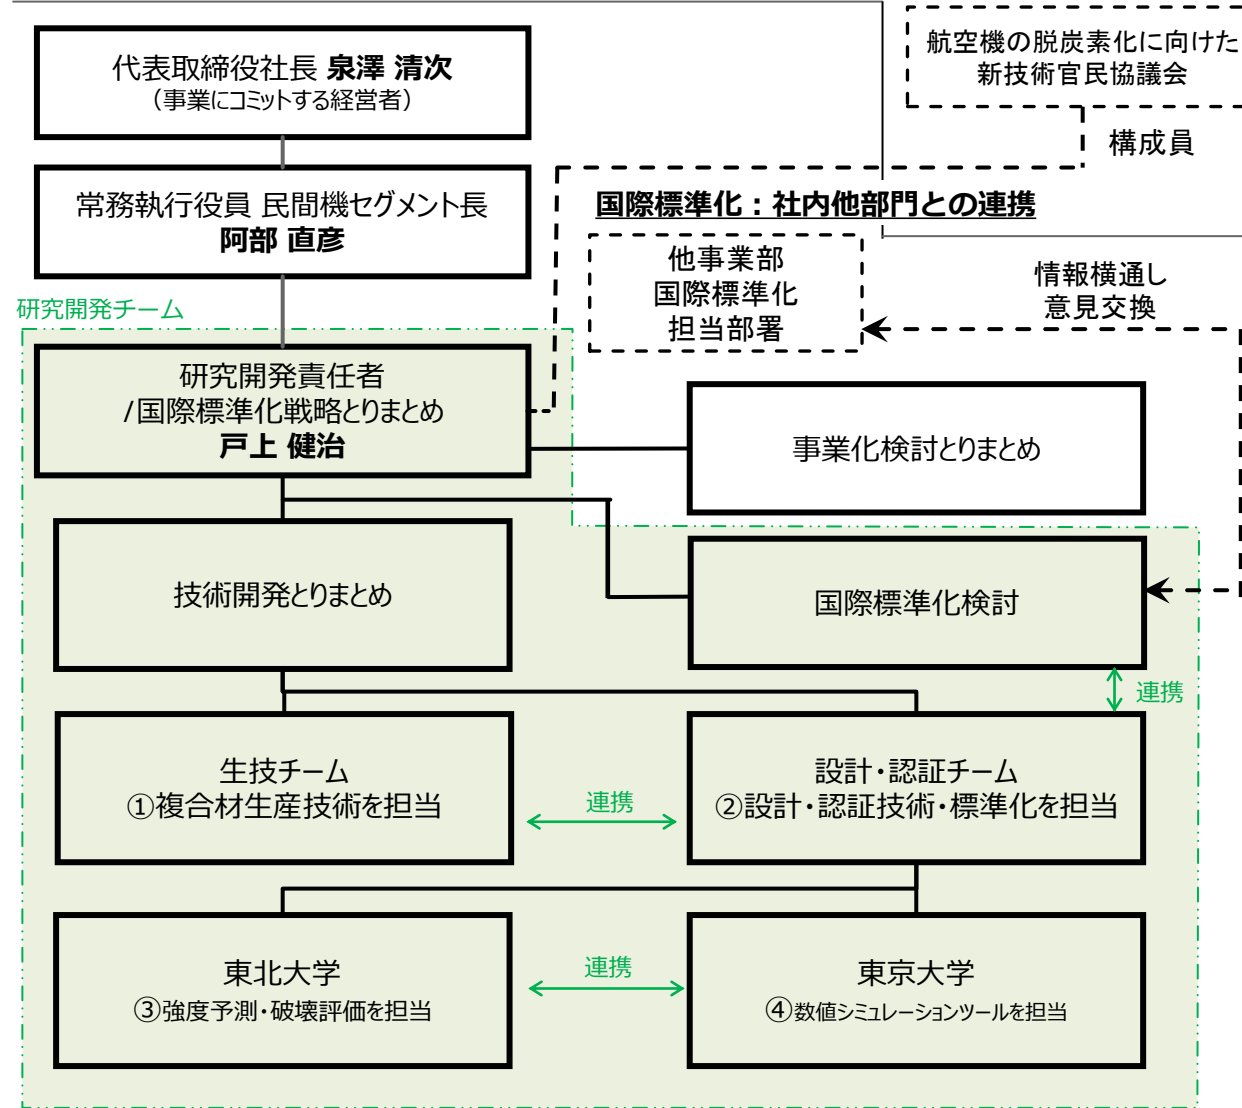 代表取締役社長 泉澤 清次
（事業にコミットする経営者）
航空機の脱炭素化に向けた
新技術官民協議会
構成員
常務執行役員 民間機セグメント長
阿部 直彦
国際標準化：社内他部門との連携
他事業部
国際標準化
担当部署
情報横通し
意見交換
研究開発チーム
研究開発責任者
/国際標準化戦略とりまとめ
戸上 健治
事業化検討とりまとめ
技術開発とりまとめ
国際標準化検討
連携
生技チーム
①複合材生産技術を担当
連携
設計・認証チーム
②設計・認証技術・標準化を担当
東北大学
③強度予測・破壊評価を担当
連携
東京大学
④数値シミュレーションツールを担当